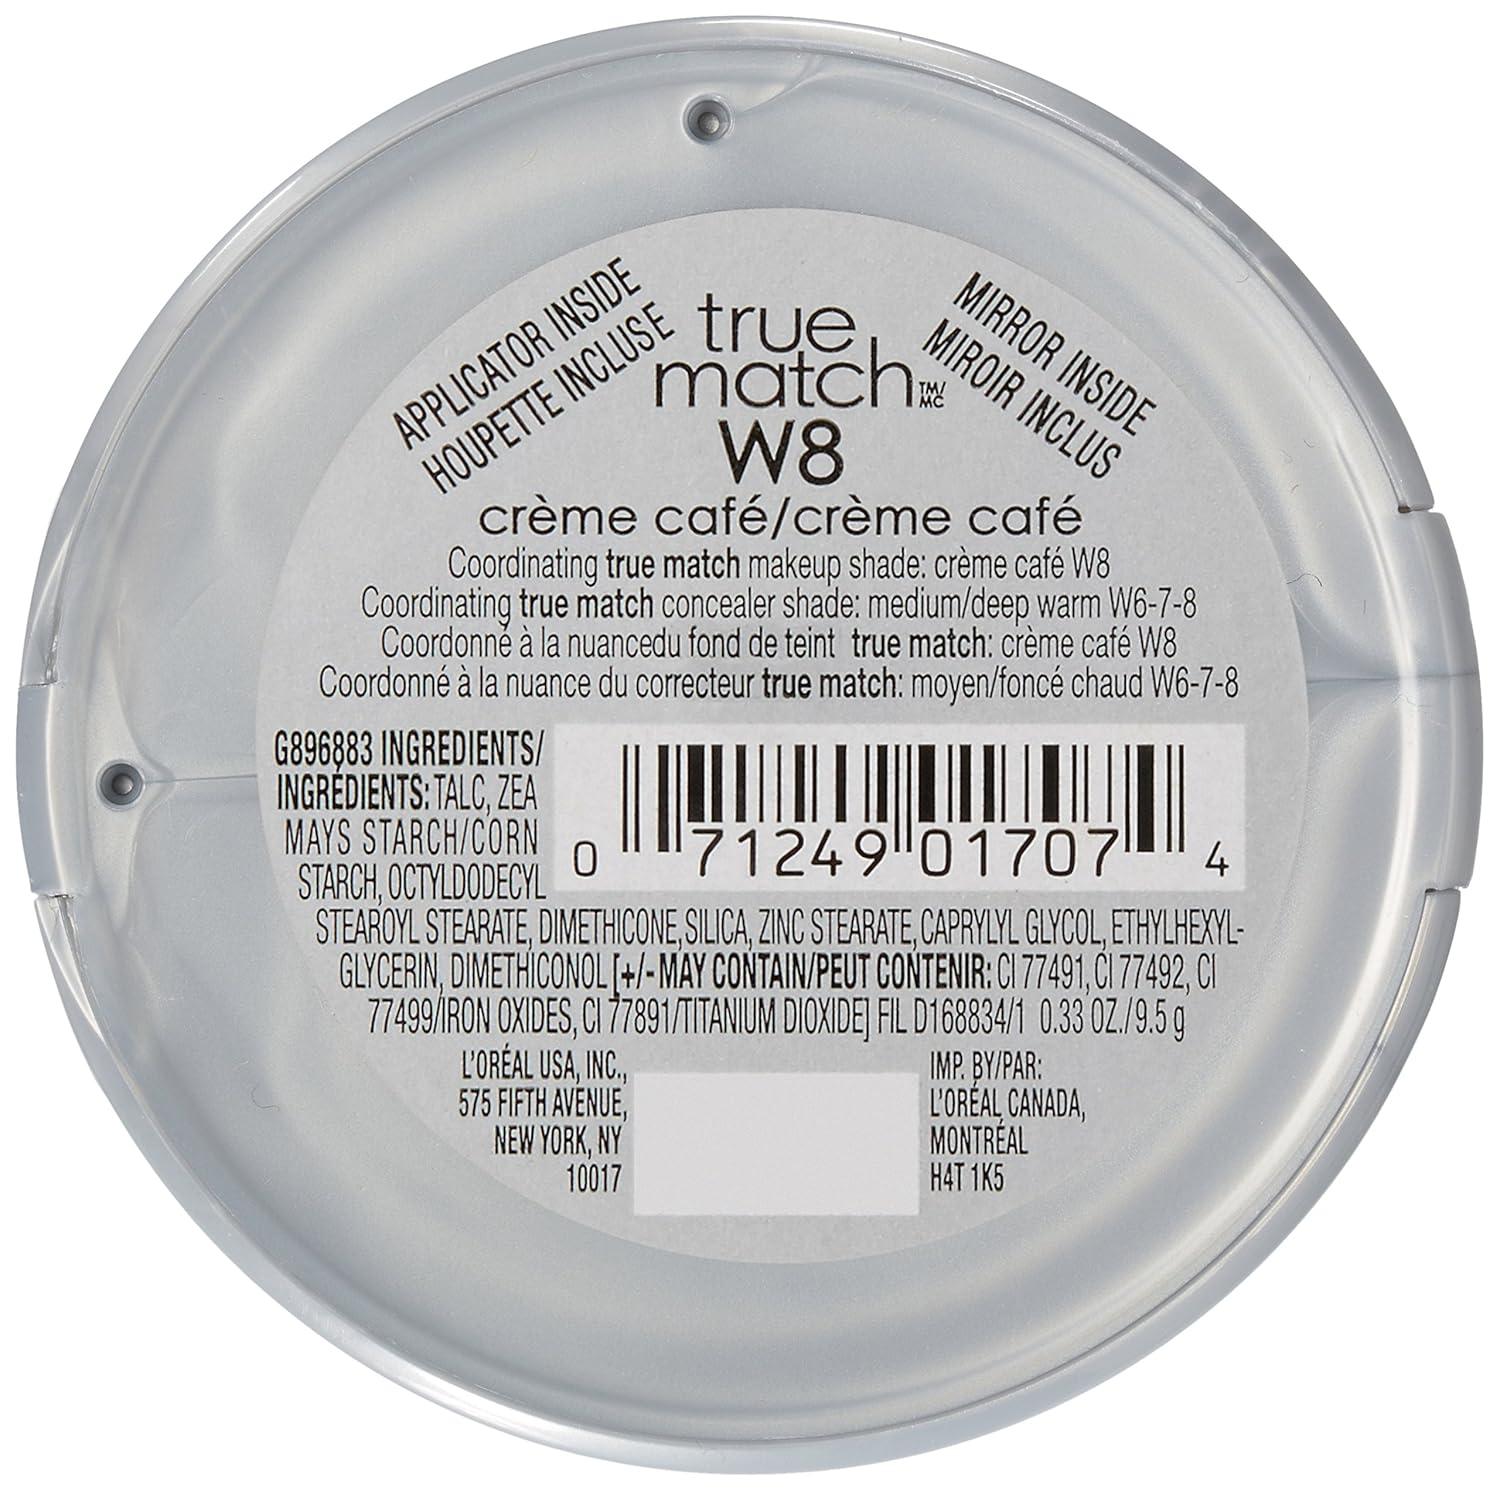 APPLICATOR INSIDE
HOUPETTE INCLUSE
true
match TM/MC
MIRROR INSIDE
MIROIR INCLUS
W8
crème café/crème café
Coordinating true match makeup shade: crème café W8
Coordinating true match concealer shade: medium/deep warm W6-7-8
Coordonné à la nuancedu fond de teint true match: crème café W8
Coordonné à la nuance du correcteur true match: moyen/foncé chaud W6-7-8
G896883 INGREDIENTS/
INGRÉDIENTS: TALC, ZEA
MAYS STARCH/CORN
STARCH, OCTYLDODECYL
0 71249 01707 4
STEAROYL STEARATE, DIMETHICONE, SILICA, ZINC STEARATE, CAPRYLYL GLYCOL, ETHYLHEXYL-
GLYCERIN, DIMETHICONOL [+/- MAY CONTAIN/PEUT CONTENIR: CI 77491, CI 77492, CI
77499/IRON OXIDES, CI 77891/TITANIUM DIOXIDE] FIL D168834/1 0.33 OZ./9.5 g
L'ORÉAL USA, INC.,
575 FIFTH AVENUE,
NEW YORK, NY
10017
IMP. BY/PAR:
L'ORÉAL CANADA,
MONTRÉAL
H4T 1K5